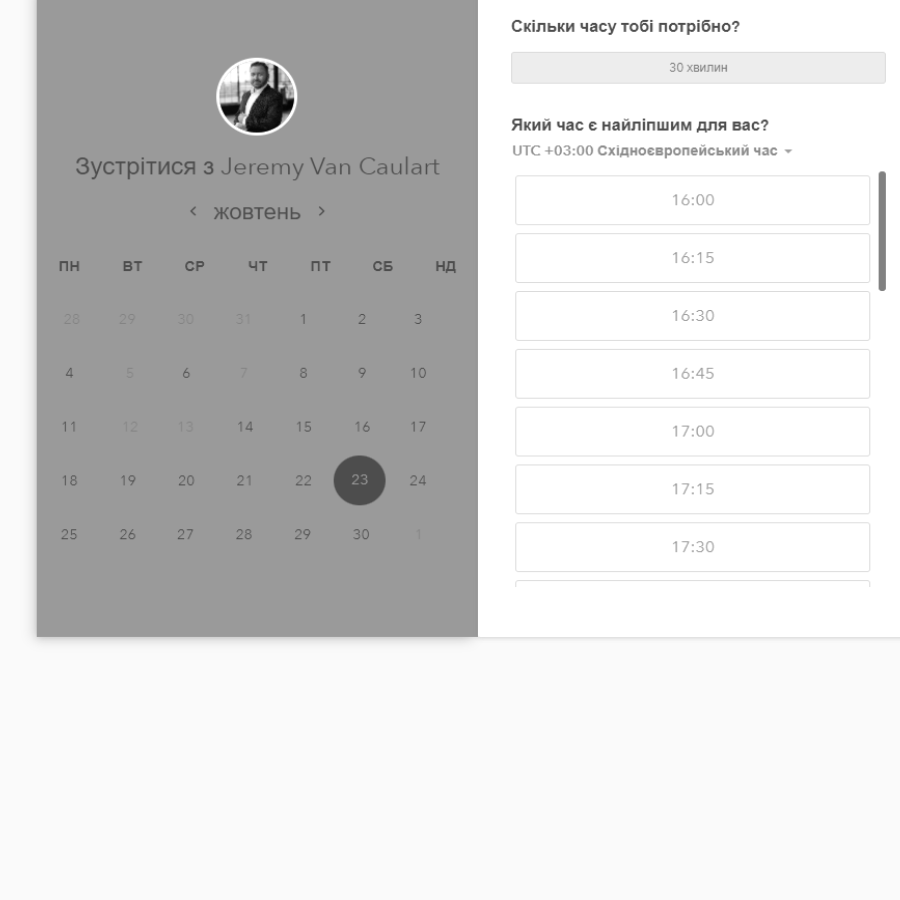 Зустрітися з Jeremy Van Caulart
жовтень
ПН ВТ СР ЧТ ПТ СБ НД
28 29 30 31 1 2 3
4 5 6 7 8 9 10
11 12 13 14 15 16 17
18 19 20 21 22 23 24
25 26 27 28 29 30 1
Скільки часу тобі потрібно?
30 хвилин
Який час є найліпшим для вас?
UTC +03:00 Східноєвропейський час
16:00
16:15
16:30
16:45
17:00
17:15
17:30